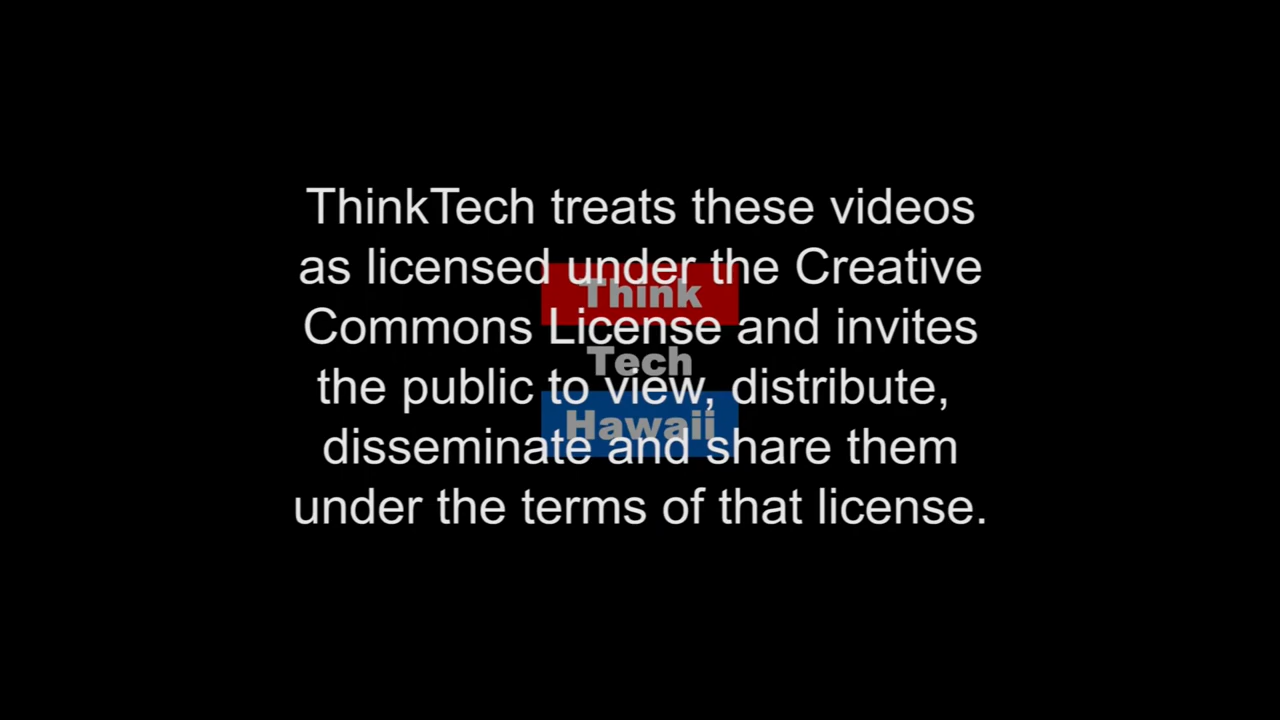 ThinkTech treats these videos
as licensed under the Creative
Think
Commons License and invites
Tech
the public to view, distribute,
Hawaii
disseminate and share them
under the terms of that license.